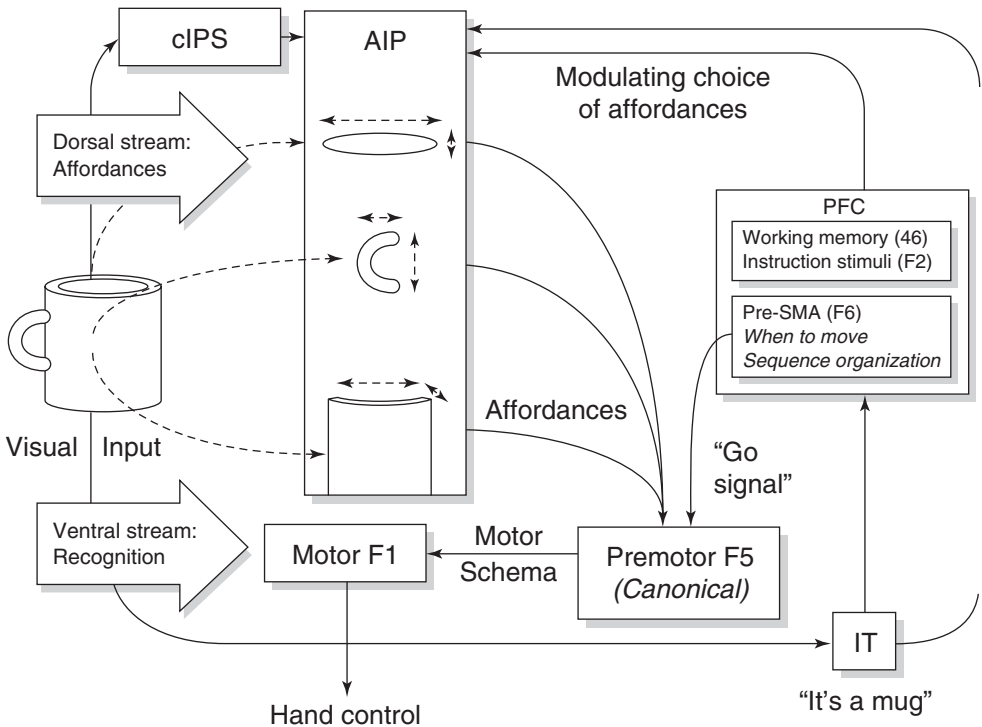 cIPS
AIP
Modulating choice
of affordances
Dorsal stream:
Affordances
PFC
Working memory (46)
Instruction stimuli (F2)
Pre-SMA (F6)
When to move
Sequence organization
Visual Input
Affordances
"Go
signal"
Ventral stream:
Recognition
Motor F1
Motor
Schema
Premotor F5
(Canonical)
IT
"It's a mug"
Hand control